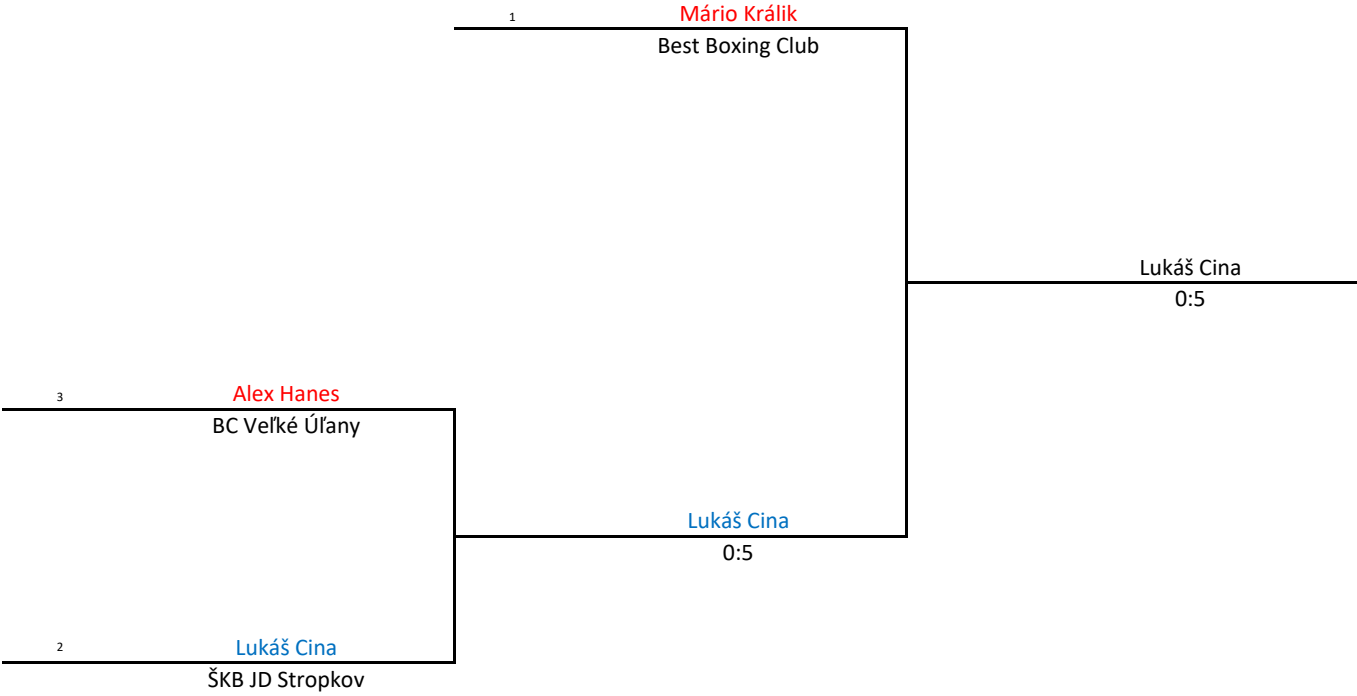 1 Mário Králik
Best Boxing Club
Lukáš Cina
0:5
3 Alex Hanes
BC Veľké Úľany
Lukáš Cina
0:5
2 Lukáš Cina
ŠKB JD Stropkov